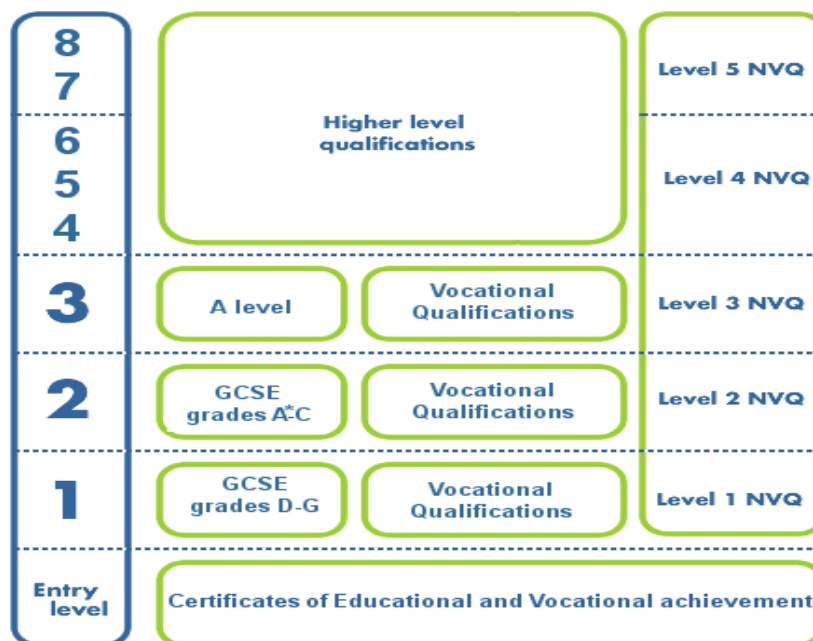 8
7
Level 5 NVQ
Higher level
qualifications
6
5
4
Level 4 NVQ
3
A level
Vocational
Qualifications
Level 3 NVQ
2
GCSE
grades A*-C
Vocational
Qualifications
Level 2 NVQ
1
GCSE
grades D-G
Vocational
Qualifications
Level 1 NVQ
Entry
level
Certificates of Educational and Vocational achievement